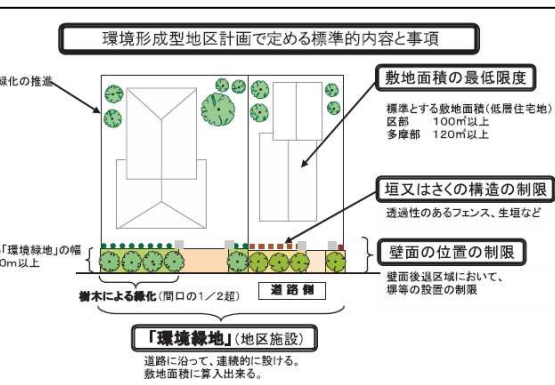 環境形成型地区計画で定める標準的内容と事項
緑化の推進
敷地面積の最低限度
標準とする敷地面積(低層住宅地)
区部 100㎡以上
多摩部 120㎡以上
垣又はさくの構造の制限
透過性のあるフェンス、生垣など
「環境緑地」の幅
0m以上
壁面の位置の制限
壁面後退区域において、
塀等の設置の制限
樹木による緑化(間口の1/2超)
道路側
「環境緑地」(地区施設)
道路に沿って、連続的に設ける。
敷地面積に算入出来る。